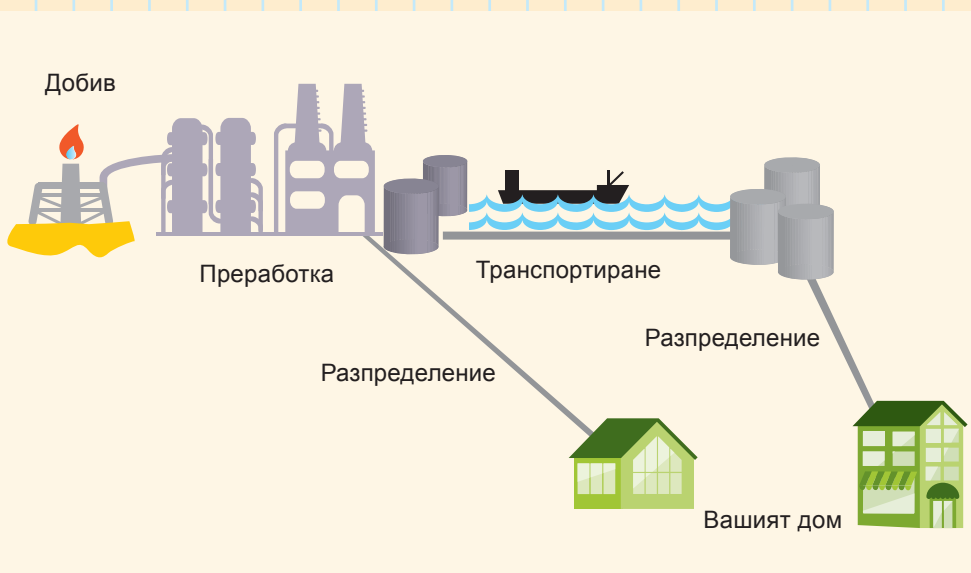 Добив
Преработка
Транспортиране
Разпределение
Разпределение
Вашият дом